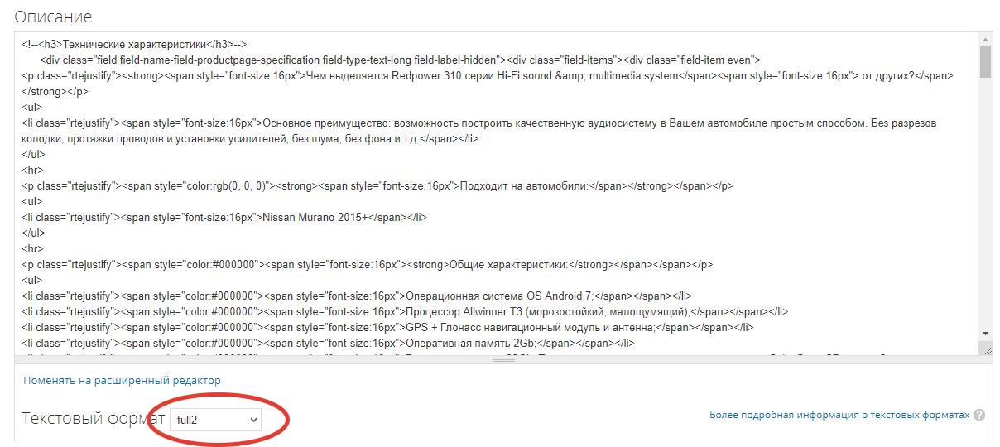 Описание
<!--<h3>Технические характеристики</h3>-->
<div class="field field-name-field-productpage-specification field-type-text-long field-label-hidden"><div class="field-items"><div class="field-item even">
<p class="rtejustify"><strong><span style="font-size:16px">Чем выделяется Redpower 310 серии Hi-Fi sound &amp; multimedia system</span><span style="font-size:16px"> от других?</span>
</strong></p>
<ul>
<li class="rtejustify"><span style="font-size:16px">Основное преимущество: возможность построить качественную аудиосистему в Вашем автомобиле простым способом. Без разрезов
колодки, протяжки проводов и установки усилителей, без шума, без фона и т.д.</span></li>
</ul>
<hr>
<p class="rtejustify"><span style="color:rgb(0, 0, 0)"><strong><span style="font-size:16px">Подходит на автомобили:</span></strong></span></p>
<ul>
<li class="rtejustify"><span style="font-size:16px">Nissan Murano 2015+</span></li>
</ul>
<hr>
<p class="rtejustify"><span style="color:#000000"><span style="font-size:16px"><strong>Общие характеристики:</strong></span></span></p>
<ul>
<li class="rtejustify"><span style="color:#000000"><span style="font-size:16px">Операционная система OS Android 7;</span></span></li>
<li class="rtejustify"><span style="color:#000000"><span style="font-size:16px">Процессор Allwinner T3 (морозостойкий, малошумящий);</span></span></li>
<li class="rtejustify"><span style="color:#000000"><span style="font-size:16px">GPS + Глонасс навигационный модуль и антенна;</span></span></li>
<li class="rtejustify"><span style="color:#000000"><span style="font-size:16px">Оперативная память 2Gb;</span></span></li>
Поменять на расширенный редактор
Текстовый формат full2
Более подробная информация о текстовых форматах ?